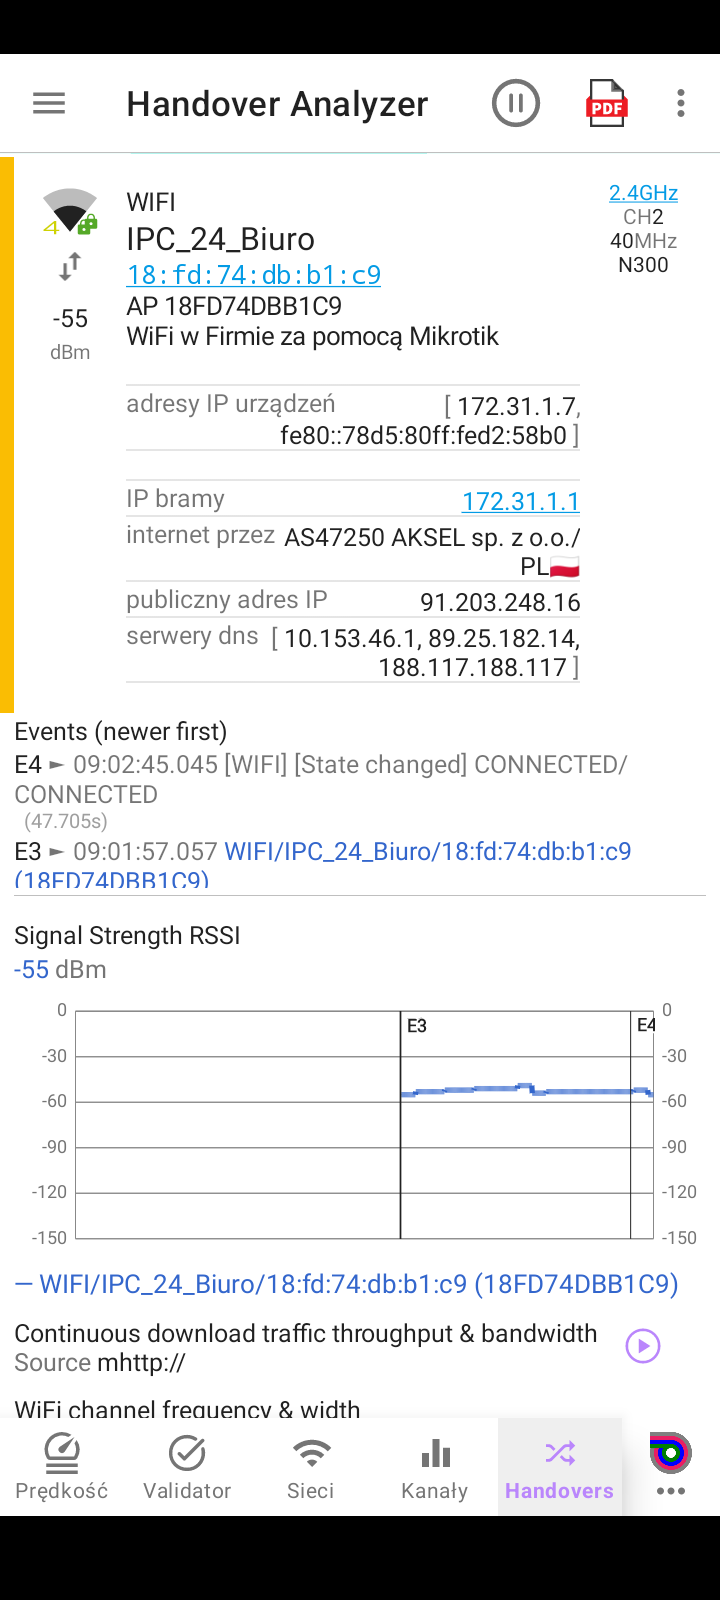 Handover Analyzer
PDF
WIFI
2.4GHz
4
IPC_24_Biuro
CH2
18:fd:74:db:b1:c9
40MHz
AP 18FD74DBB1C9
N300
-55
dBm
WiFi w Firmie za pomocą Mikrotik
adresy IP urządzeń [ 172.31.1.7,
fe80::78d5:80ff:fed2:58b0 ]
IP bramy 172.31.1.1
internet przez AS47250 AKSEL sp. z o.o./
PL🇵🇱
publiczny adres IP 91.203.248.16
serwery dns [ 10.153.46.1, 89.25.182.14,
188.117.188.117 ]
Events (newer first)
E4 ► 09:02:45.045 [WIFI] [State changed] CONNECTED/
CONNECTED
(47.705s)
E3 ► 09:01:57.057 WIFI/IPC_24_Biuro/18:fd:74:db:b1:c9
(18FD74DBB1C9)
Signal Strength RSSI
-55 dBm
0 E3 E4 0
-30 -30
-60 -60
-90 -90
-120 -120
-150 -150
— WIFI/IPC_24_Biuro/18:fd:74:db:b1:c9 (18FD74DBB1C9)
Continuous download traffic throughput & bandwidth
Source mhttp://
WiFi channel frequency & width
Prędkość Validator Sieci Kanały Handovers